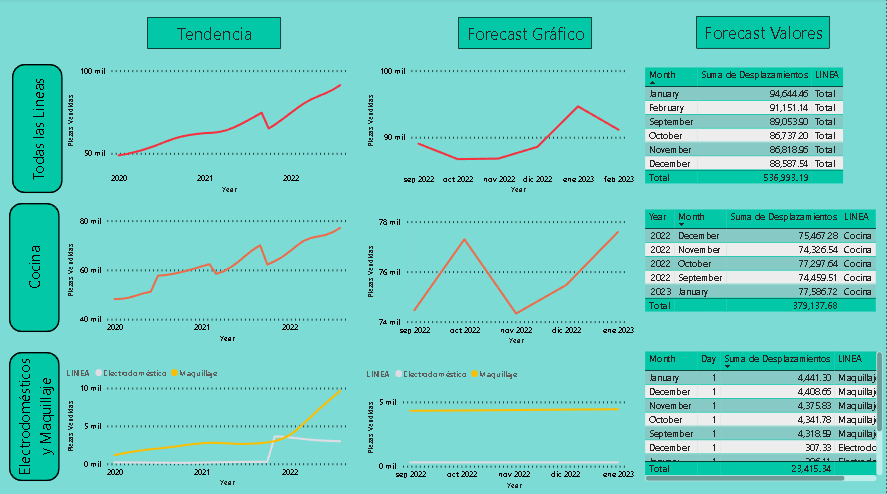 Tendencia
Forecast Gráfico
Forecast Valores
Todas las Lineas
100 mil
50 mil
Piezas Vendidas
2020 2021 2022
Year
100 mil
90 mil
Piezas Vendidas
sep 2022 oct 2022 nov 2022 dic 2022 ene 2023 feb 2023
Year
Month Suma de Desplazamientos LINEA
January 94,644.46 Total
February 91,151.14 Total
September 89,053.90 Total
October 86,737.20 Total
November 86,818.95 Total
December 88,587.54 Total
Total 536,993.19
Cocina
80 mil
60 mil
40 mil
Piezas Vendidas
2020 2021 2022
Year
78 mil
76 mil
74 mil
Piezas Vendidas
sep 2022 oct 2022 nov 2022 dic 2022 ene 2023
Year
Year Month Suma de Desplazamientos LINEA
2022 December 75,467.28 Cocina
2022 November 74,326.54 Cocina
2022 October 77,297.64 Cocina
2022 September 74,459.51 Cocina
2023 January 77,586.72 Cocina
Total 379,137.68
Electrodomésticos
y Maquillaje
LINEA Electrodoméstico Maquillaje
10 mil
5 mil
0 mil
Piezas Vendidas
2020 2021 2022
Year
LINEA Electrodoméstico Maquillaje
5 mil
0 mil
Piezas Vendidas
sep 2022 oct 2022 nov 2022 dic 2022 ene 2023
Year
Month Day Suma de Desplazamientos LINEA
January 1 4,441.30 Maquillaje
December 1 4,408.65 Maquillaje
November 1 4,375.83 Maquillaje
October 1 4,341.78 Maquillaje
September 1 4,318.59 Maquillaje
December 1 307.33 Electrodo
Total 23,415.34